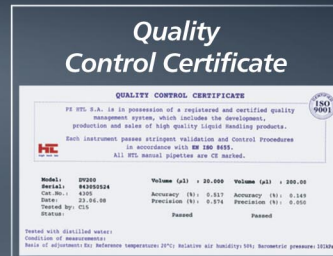 Quality
Control Certificate
QUALITY CONTROL CERTIFICATE
PZ HTL S.A. is in possession of a registered and certified quality
management system, which includes the development,
production and sales of high quality Liquid Handling products.
ISO
9001
Each instrument passes stringent validation and Control Procedures
in accordance with EN ISO 8655.
All HTL manual pipettes are CE marked.
Model: DV200 Volume (µl) : 20.000 Volume (µl) : 200.00
Serial: 843050524
Cat.No.: 4305 Accuracy (%): 0.517 Accuracy (%): 0.149
Date: 23.06.08 Precision (%): 0.574 Precision (%): 0.050
Tested by: C15
Status: Passed Passed
Tested with distilled water:
Condition of measurements:
Basis of adjustment: Ex; Reference temperature: 20°C; Relative air humidity: 50%; Barometric pressure: 101kPa